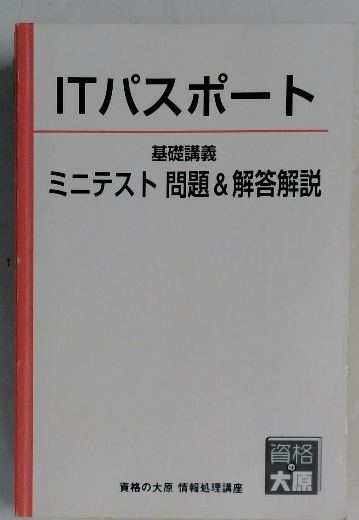 ITパスポート
基礎講義
ミニテスト 問題&解答解説
資格
の
大原
資格の大原 情報処理講座